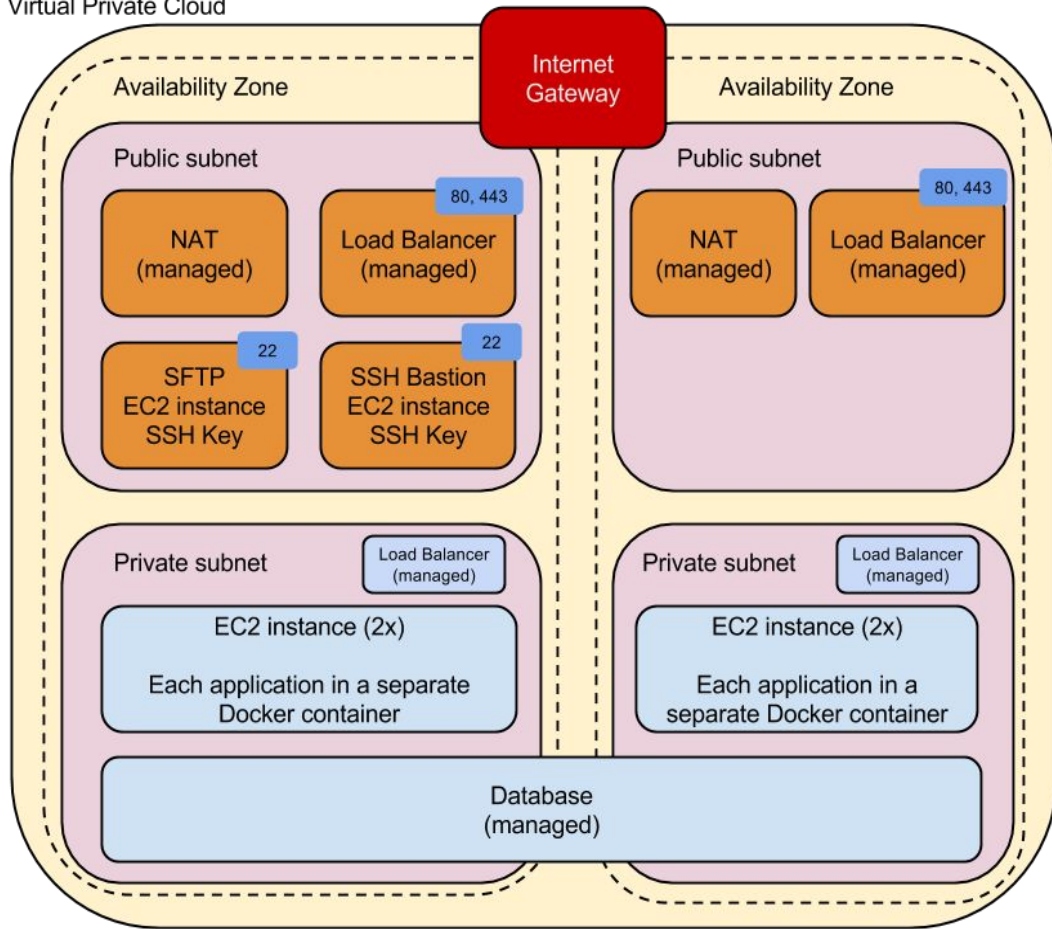 Virtual Private Cloud
Internet
Gateway
Availability Zone
Availability Zone
Public subnet
NAT
(managed)
80, 443
Load Balancer
(managed)
22
SFTP
EC2 instance
SSH Key
22
SSH Bastion
EC2 instance
SSH Key
Public subnet
NAT
(managed)
80, 443
Load Balancer
(managed)
Private subnet
Load Balancer
(managed)
EC2 instance (2x)
Each application in a separate
Docker container
Private subnet
Load Balancer
(managed)
EC2 instance (2x)
Each application in a
separate Docker container
Database
(managed)